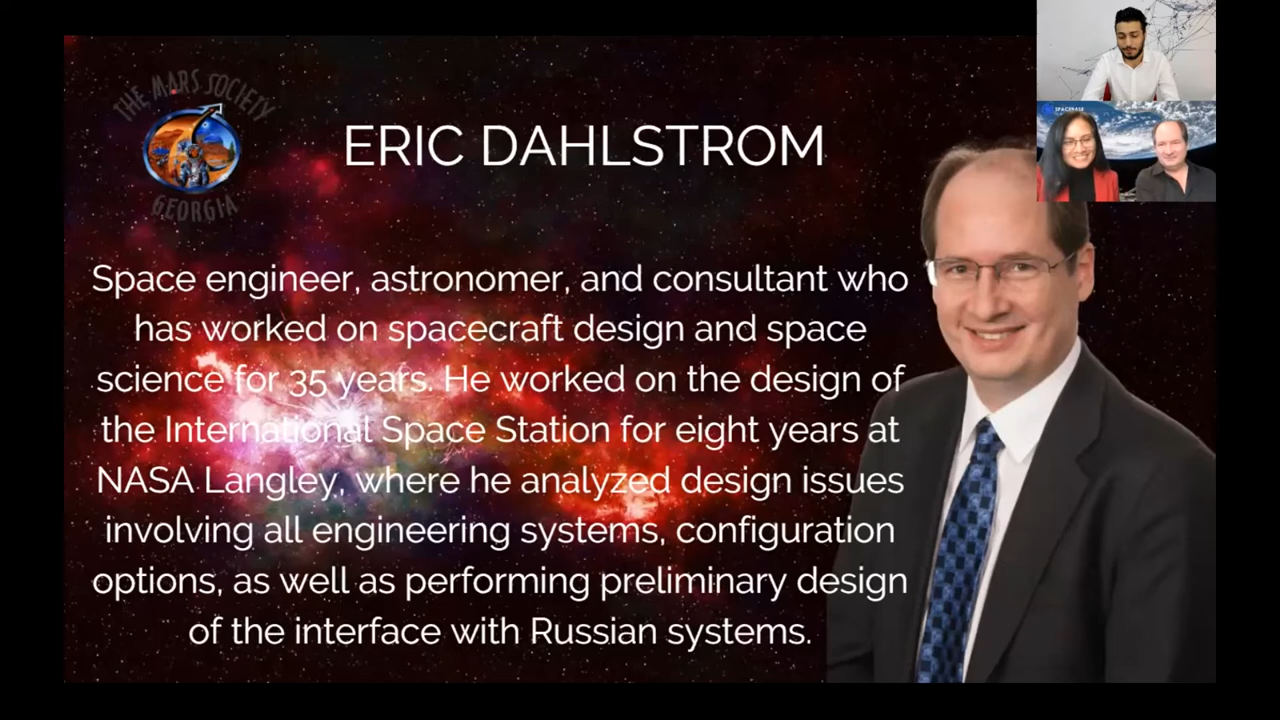 THE MARS SOCIETY
GEORGIA
ERIC DAHLSTROM
SPACEBASE
Space engineer, astronomer, and consultant who
has worked on spacecraft design and space
science for 35 years. He worked on the design of
the International Space Station for eight years at
NASA Langley, where he analyzed design issues
involving all engineering systems, configuration
options, as well as performing preliminary design
of the interface with Russian systems.